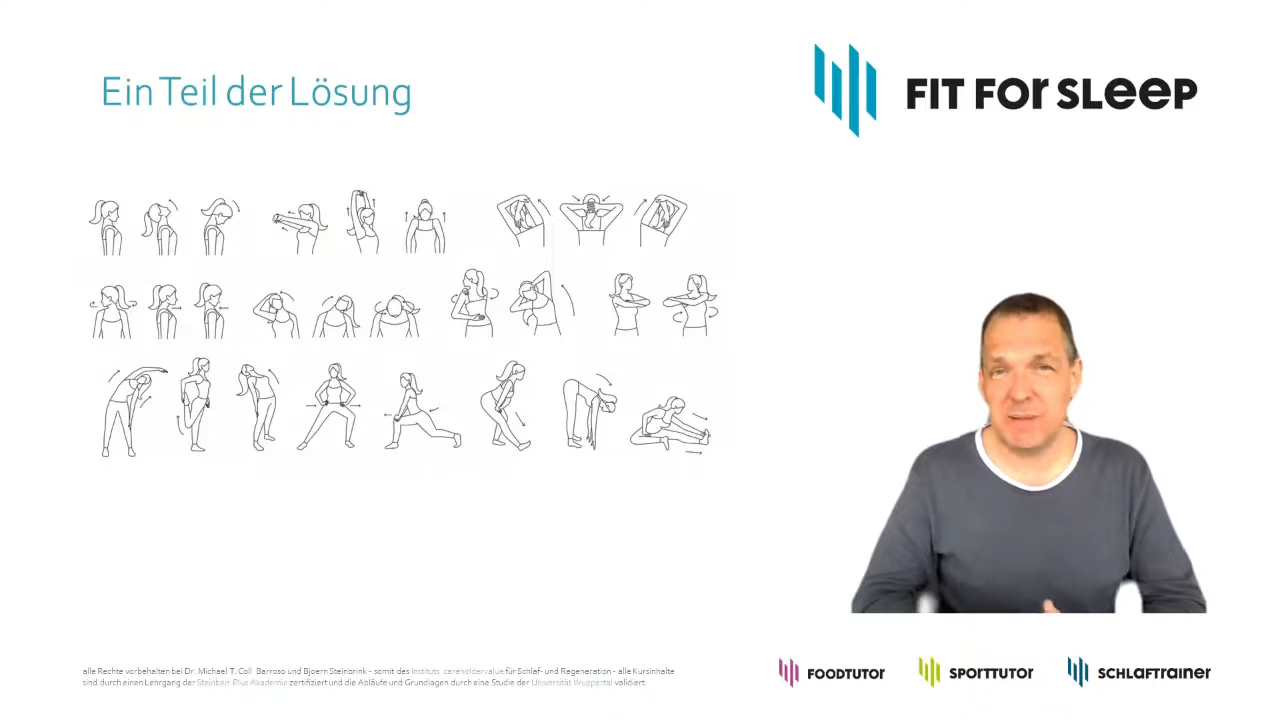 Ein Teil der Lösung
FIT FOR SLEEP
alle Rechte vorbehalten bei Dr. Michael T. Coll Barroso und Bjoern Steinbrink - somit des Instituts careholdervalue für Schlaf- und Regeneration - alle Kursinhalte
sind durch einen Lehrgang der Steinbeis Plus Akademie zertifiziert und die Abläufe und Grundlagen durch eine Studie der Universität Wuppertal validiert.
FOODTUTOR
SPORTTUTOR
SCHLAFTRAINER